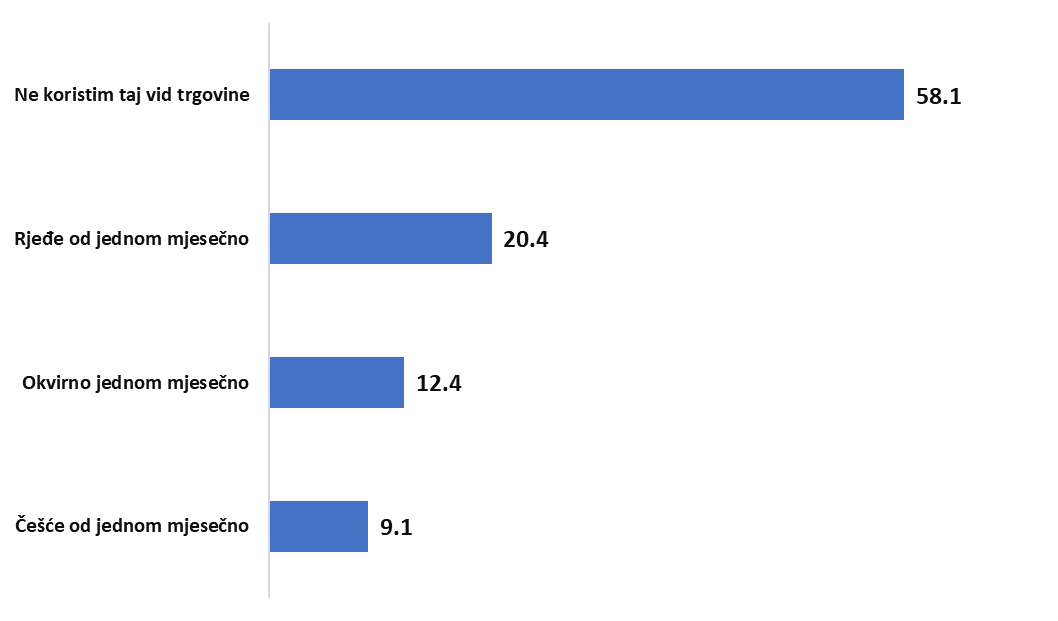 Ne koristim taj vid trgovine
58.1
Rjeđe od jednom mjesečno
20.4
Okvirno jednom mjesečno
12.4
Češće od jednom mjesečno
9.1